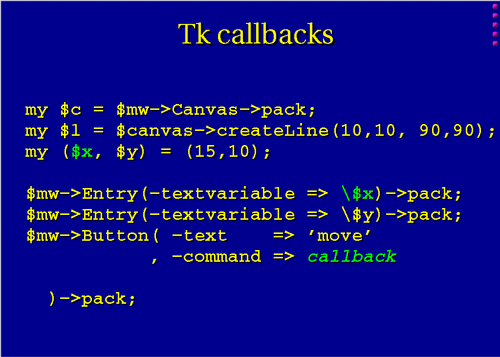 Tk callbacks
my $c = $mw->Canvas->pack;
my $l = $canvas->createLine(10,10, 90,90);
my ($x, $y) = (15,10);
$mw->Entry(-textvariable => \$x)->pack;
$mw->Entry(-textvariable => \$y)->pack;
$mw->Button( -text    => ’move’
, -command => callback
)->pack;